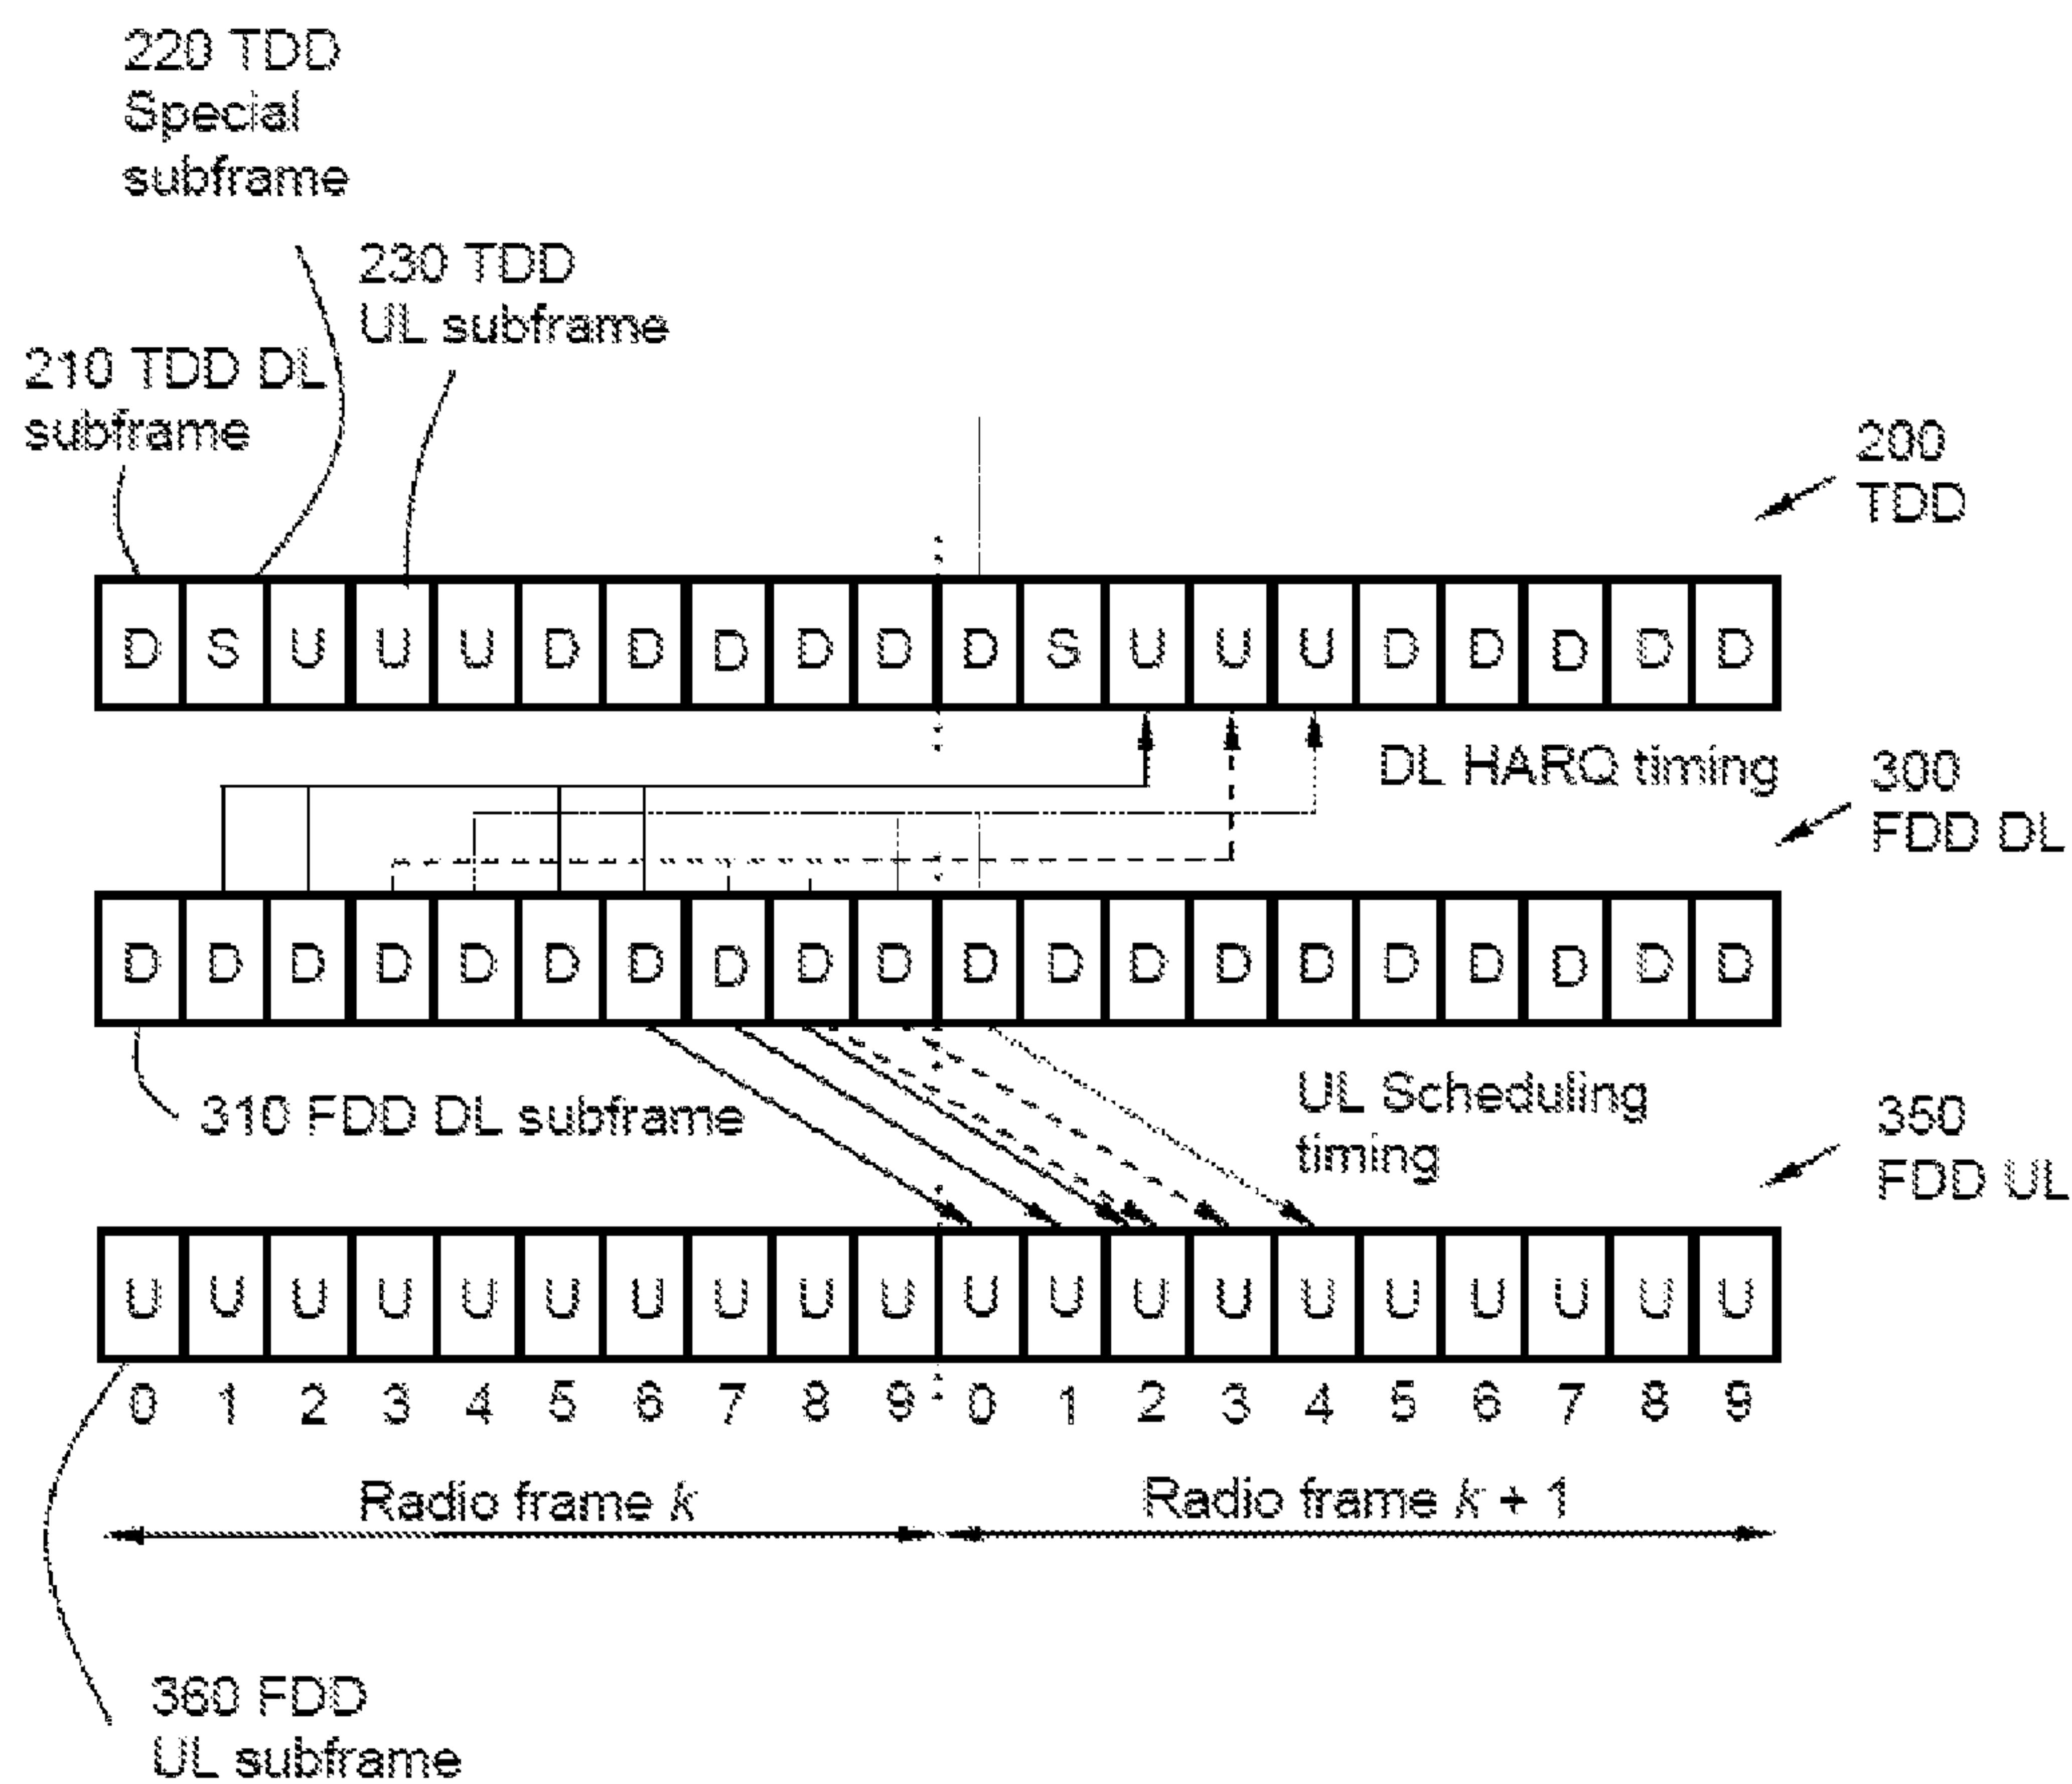 220 TDD
Special
subframe
230 TDD
UL subframe
210 TDD DL
subframe
200
TDD
D S U U U D D D D D D S U U U D D D D D
DL HARQ timing
300
FDD DL
D D D D D D D D D D D D D D D D D D D D
310 FDD DL subframe
UL Scheduling
timing
350
FDD UL
U U U U U U U U U U U U U U U U U U U U
0 1 2 3 4 5 6 7 8 9 0 1 2 3 4 5 6 7 8 9
Radio frame k
Radio frame k + 1
360 FDD
UL subframe